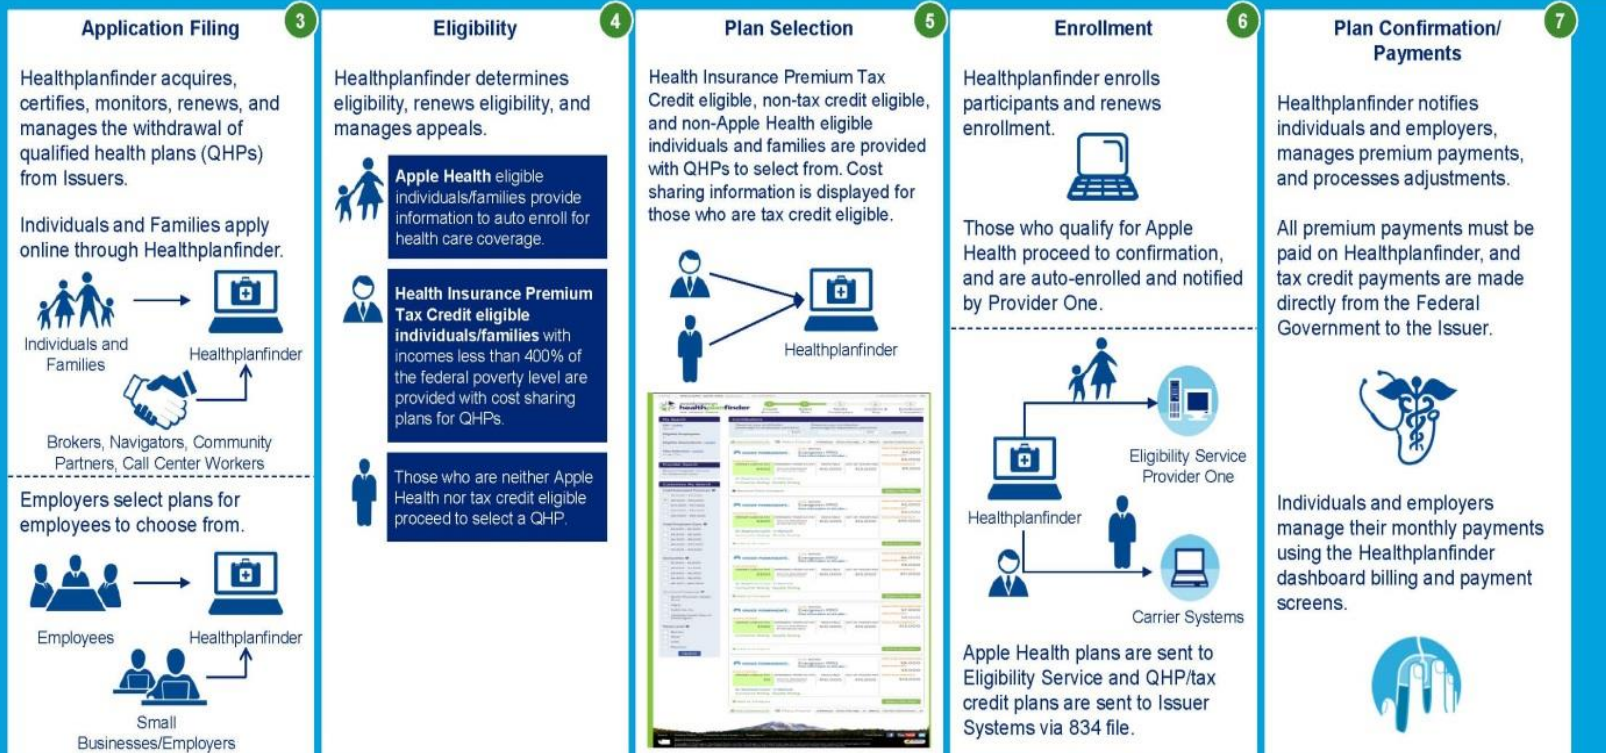 Application Filing
3
Healthplanfinder acquires,
certifies, monitors, renews, and
manages the withdrawal of
qualified health plans (QHPs)
from Issuers.
Individuals and Families apply
online through Healthplanfinder.
Individuals and
Families
Healthplanfinder
Brokers, Navigators, Community
Partners, Call Center Workers
Employers select plans for
employees to choose from.
Employees
Healthplanfinder
Small
Businesses/Employers
Eligibility
4
Healthplanfinder determines
eligibility, renews eligibility, and
manages appeals.
Apple Health eligible
individuals/families provide
information to auto enroll for
health care coverage.
Health Insurance Premium
Tax Credit eligible
individuals/families with
incomes less than 400% of
the federal poverty level are
provided with cost sharing
plans for QHPs.
Those who are neither Apple
Health nor tax credit eligible
proceed to select a QHP.
Plan Selection
5
Health Insurance Premium Tax
Credit eligible, non-tax credit eligible,
and non-Apple Health eligible
individuals and families are provided
with QHPs to select from. Cost
sharing information is displayed for
those who are tax credit eligible.
Healthplanfinder
healthplanfinder
Enrollment
6
Healthplanfinder enrolls
participants and renews
enrollment.
Those who qualify for Apple
Health proceed to confirmation,
and are auto-enrolled and notified
by Provider One.
Eligibility Service
Provider One
Healthplanfinder
Carrier Systems
Apple Health plans are sent to
Eligibility Service and QHP/tax
credit plans are sent to Issuer
Systems via 834 file.
Plan Confirmation/
Payments
7
Healthplanfinder notifies
individuals and employers,
manages premium payments,
and processes adjustments.
All premium payments must be
paid on Healthplanfinder, and
tax credit payments are made
directly from the Federal
Government to the Issuer.
Individuals and employers
manage their monthly payments
using the Healthplanfinder
dashboard billing and payment
screens.